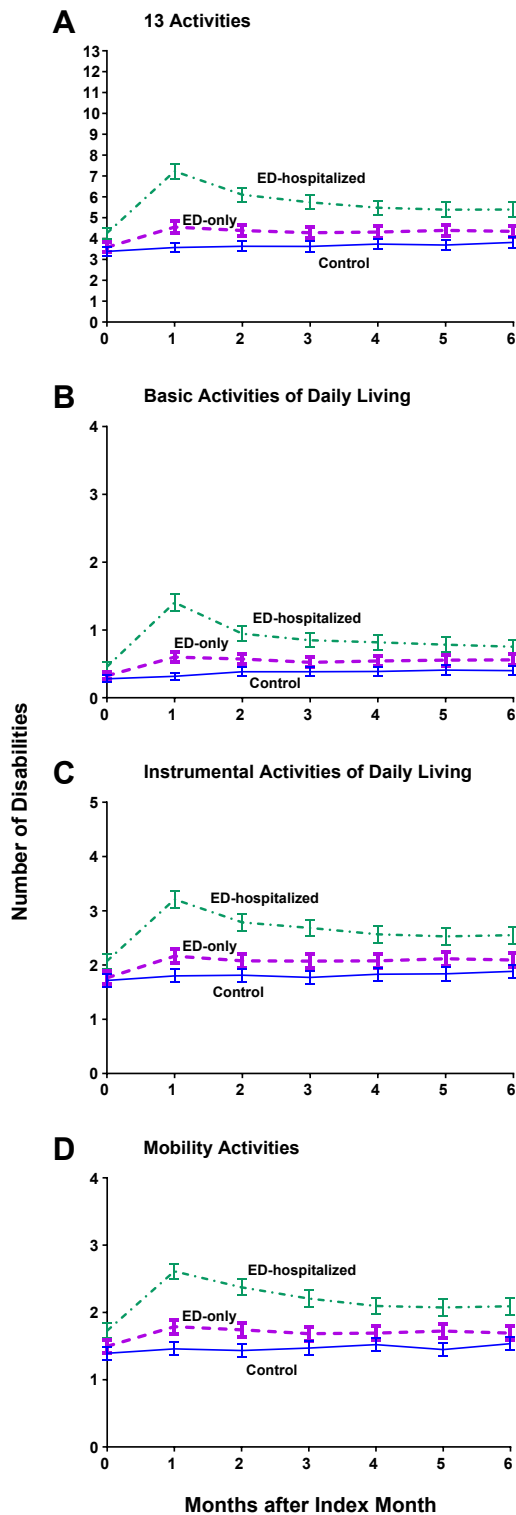 A 13 Activities
13
12
11
10
9
8
7
6
5
4
3
2
1
0
ED-hospitalized
ED-only
Control
0 1 2 3 4 5 6
B Basic Activities of Daily Living
4
3
2
1
0
ED-hospitalized
ED-only
Control
0 1 2 3 4 5 6
Number of Disabilities
C Instrumental Activities of Daily Living
5
4
3
2
1
0
ED-hospitalized
ED-only
Control
0 1 2 3 4 5 6
D Mobility Activities
4
3
2
1
0
ED-hospitalized
ED-only
Control
0 1 2 3 4 5 6
Months after Index Month